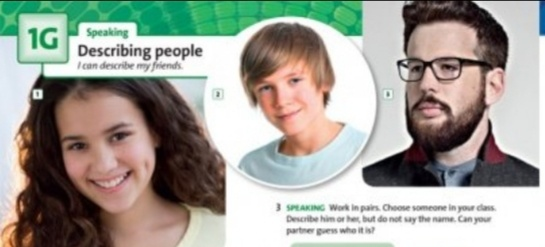 1G
Speaking
Describing people
I can describe my friends.
1
2
3
3 SPEAKING Work in pairs. Choose someone in your class.
Describe him or her, but do not say the name. Can your
partner guess who it is?